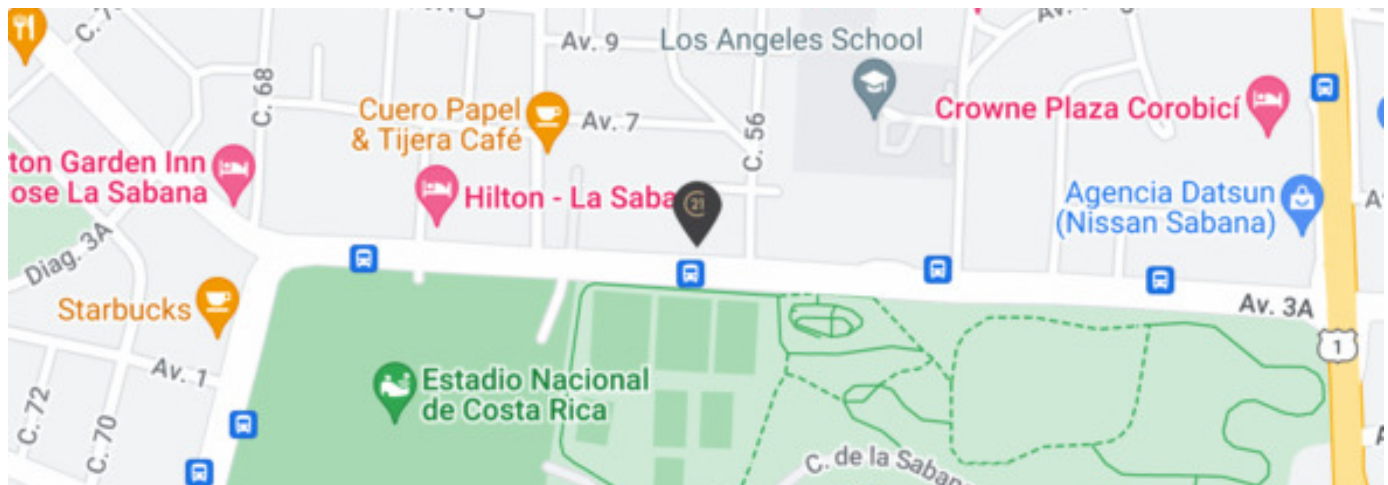 Av. 9
Los Angeles School
C. 68
Cuero Papel
& Tijera Café
Av. 7
C. 56
Crowne Plaza Corobicí
ton Garden Inn
ose La Sabana
Hilton - La Saba
21
Agencia Datsun
(Nissan Sabana)
Diag. 3A
Starbucks
Av. 3A
1
Av. 1
Estadio Nacional
de Costa Rica
C. 72
C. 70
C. de la Sabana